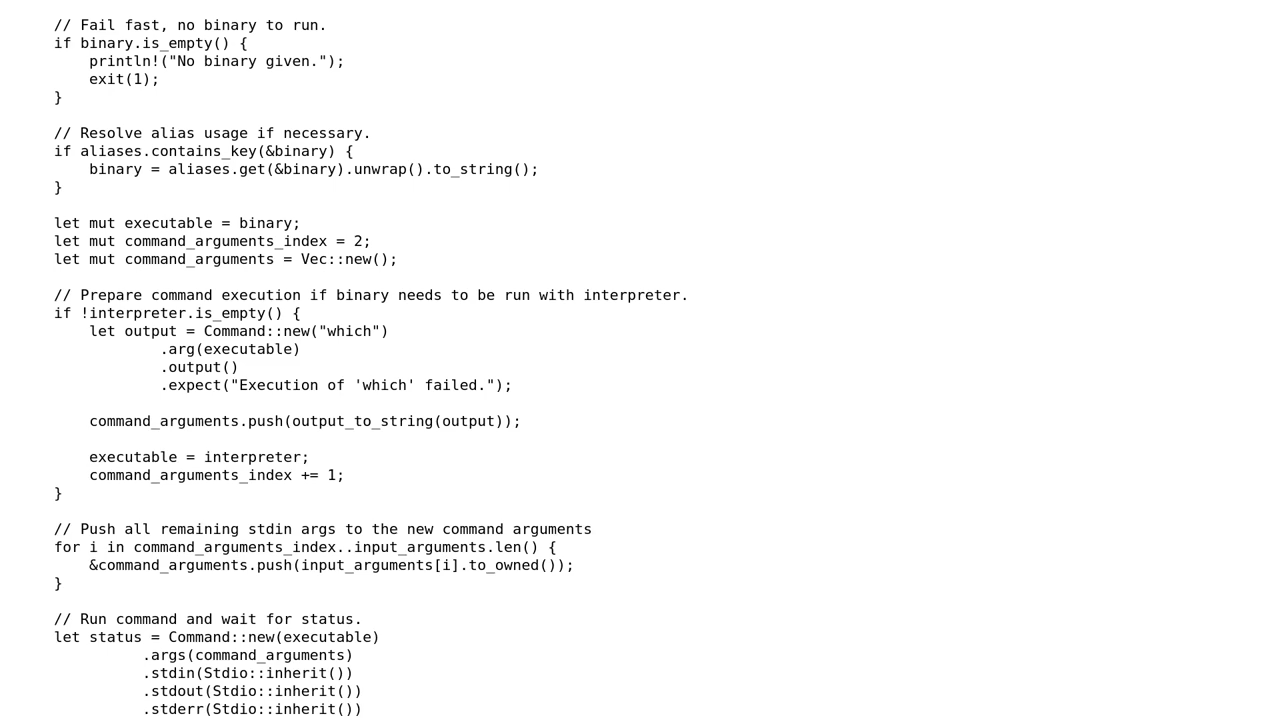 // Fail fast, no binary to run.
if binary.is_empty() {
    println!("No binary given.");
    exit(1);
}

// Resolve alias usage if necessary.
if aliases.contains_key(&binary) {
    binary = aliases.get(&binary).unwrap().to_string();
}

let mut executable = binary;
let mut command_arguments_index = 2;
let mut command_arguments = Vec::new();

// Prepare command execution if binary needs to be run with interpreter.
if !interpreter.is_empty() {
    let output = Command::new("which")
            .arg(executable)
            .output()
            .expect("Execution of 'which' failed.");

    command_arguments.push(output_to_string(output));

    executable = interpreter;
    command_arguments_index += 1;
}

// Push all remaining stdin args to the new command arguments
for i in command_arguments_index..input_arguments.len() {
    &command_arguments.push(input_arguments[i].to_owned());
}

// Run command and wait for status.
let status = Command::new(executable)
          .args(command_arguments)
          .stdin(Stdio::inherit())
          .stdout(Stdio::inherit())
          .stderr(Stdio::inherit())